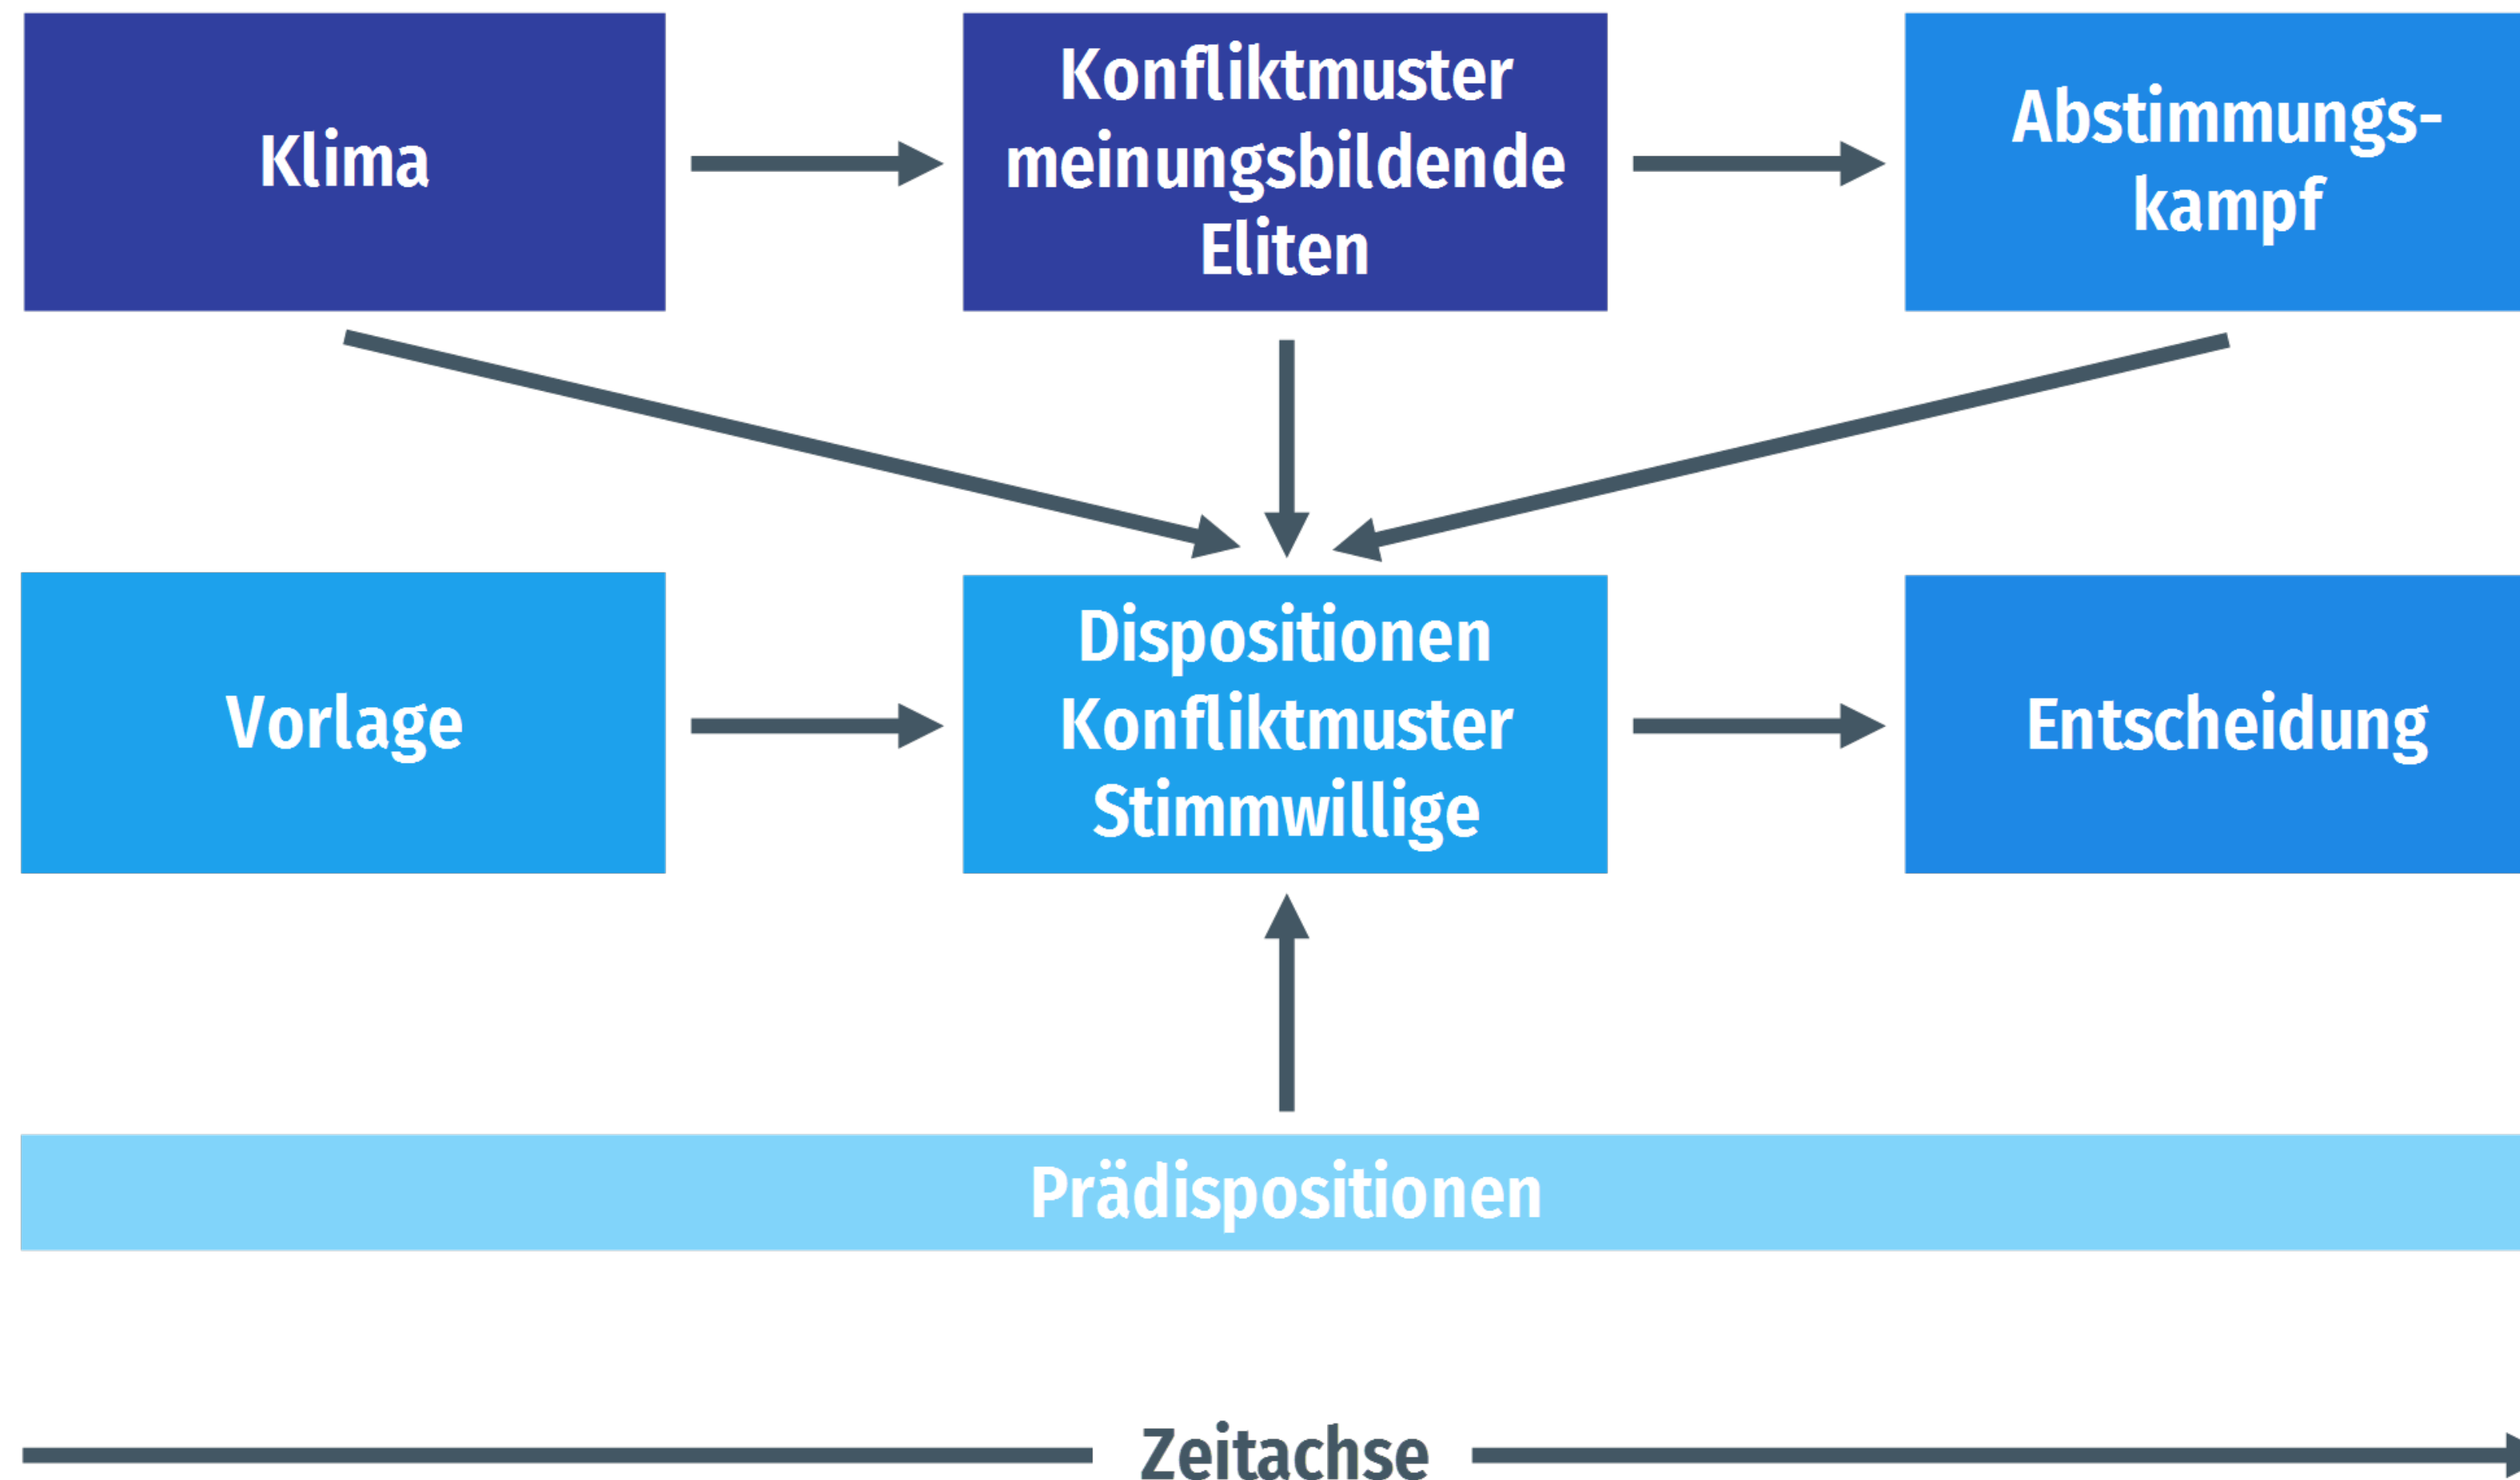 Klima
Konfliktmuster
meinungsbildende
Eliten
Abstimmungs-
kampf
Vorlage
Dispositionen
Konfliktmuster
Stimmwillige
Entscheidung
Prädispositionen
Zeitachse